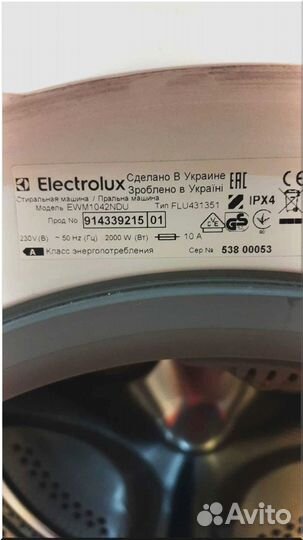 Electrolux Сделано В Украине
Зроблено в Україні EAC CE
Стиральная машина / Пральна машина
Модель EWM1042NDU Тип FLU431351 IPX4
Прод No 914339215 01
230 V (В) ~ 50 Hz (Гц) 2000 W (Вт) 10 A
A Класс энергопотребления Сер № 538 00053
Avito